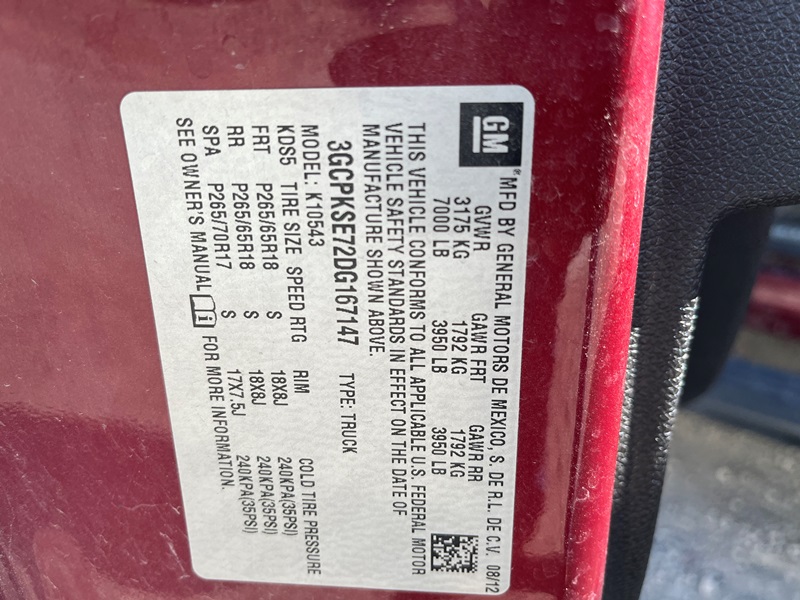 GM ® MFD BY GENERAL MOTORS DE MEXICO, S. DE R.L. DE C.V. 08/12
GVWR GAWR FRT GAWR RR
3175 KG 1792 KG 1792 KG
7000 LB 3950 LB 3950 LB
THIS VEHICLE CONFORMS TO ALL APPLICABLE U.S. FEDERAL MOTOR
VEHICLE SAFETY STANDARDS IN EFFECT ON THE DATE OF
MANUFACTURE SHOWN ABOVE.
3GCPKSE72DG167147 TYPE: TRUCK
MODEL: K10543
KDS5 TIRE SIZE SPEED RTG RIM COLD TIRE PRESSURE
FRT P265/65R18 S 18X8J 240KPA(35PSI)
RR P265/65R18 S 18X8J 240KPA(35PSI)
SPA P265/70R17 S 17X7.5J 240KPA(35PSI)
SEE OWNER'S MANUAL i FOR MORE INFORMATION.